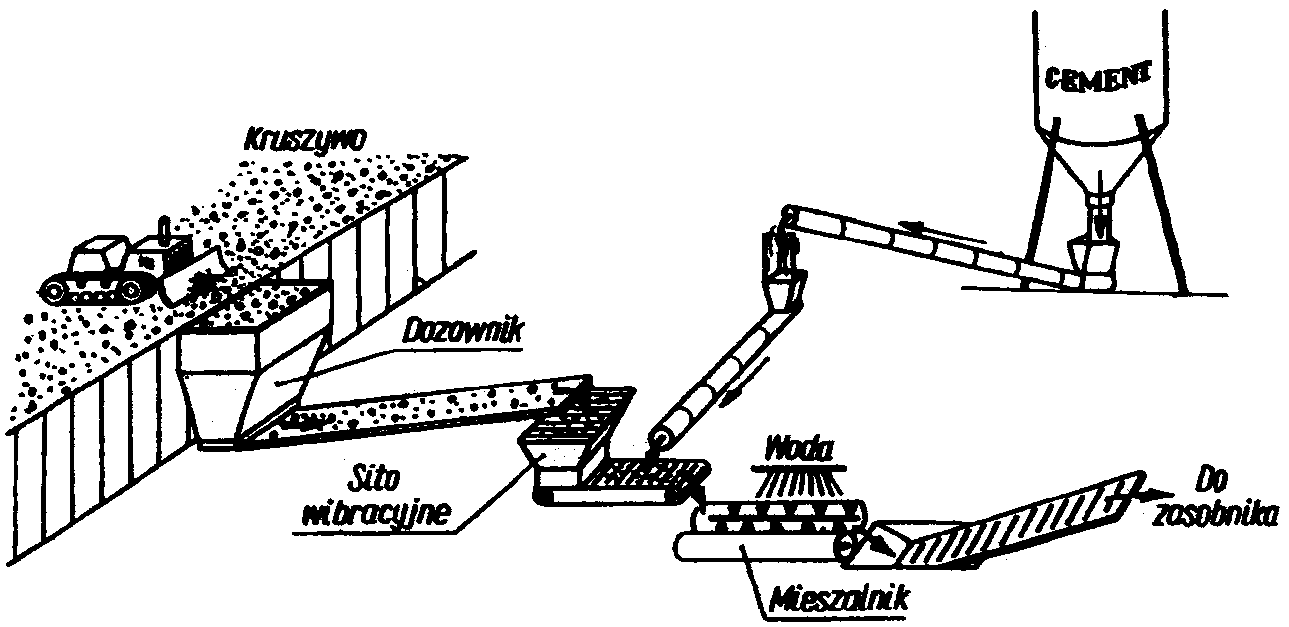 CEMENT
Kruszywo
Dozownik
Sito
wibracyjne
Woda
Do
zasobnika
Mieszalnik